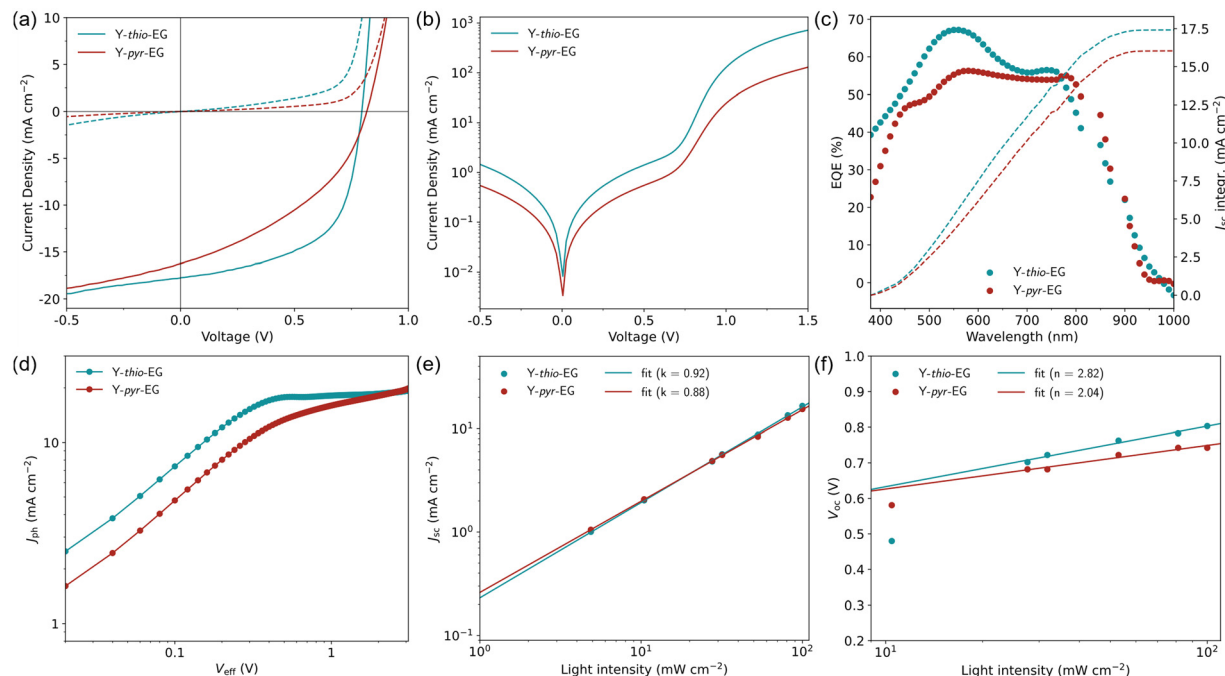 (a)
Y-thio-EG
Y-pyr-EG
10
5
0
-5
-10
-15
-20
Current Density (mA cm⁻²)
-0.5
0.0
0.5
1.0
Voltage (V)
(b)
Y-thio-EG
Y-pyr-EG
10³
10²
10¹
10⁰
10⁻¹
10⁻²
Current Density (mA cm⁻²)
-0.5
0.0
0.5
1.0
1.5
Voltage (V)
(c)
70
60
50
40
30
20
10
0
EQE (%)
17.5
15.0
12.5
10.0
7.5
5.0
2.5
0.0
Jsc integr. (mA cm⁻²)
Y-thio-EG
Y-pyr-EG
400
500
600
700
800
900
1000
Wavelength (nm)
(d)
Y-thio-EG
Y-pyr-EG
10
1
Jph (mA cm⁻²)
0.1
1
Veff (V)
(e)
Y-thio-EG
fit (k = 0.92)
Y-pyr-EG
fit (k = 0.88)
10²
10¹
10⁰
10⁻¹
Jsc (mA cm⁻²)
10⁰
10¹
10²
Light intensity (mW cm⁻²)
(f)
Y-thio-EG
fit (n = 2.82)
Y-pyr-EG
fit (n = 2.04)
1.0
0.9
0.8
0.7
0.6
0.5
0.4
0.3
0.2
Voc (V)
10¹
10²
Light intensity (mW cm⁻²)